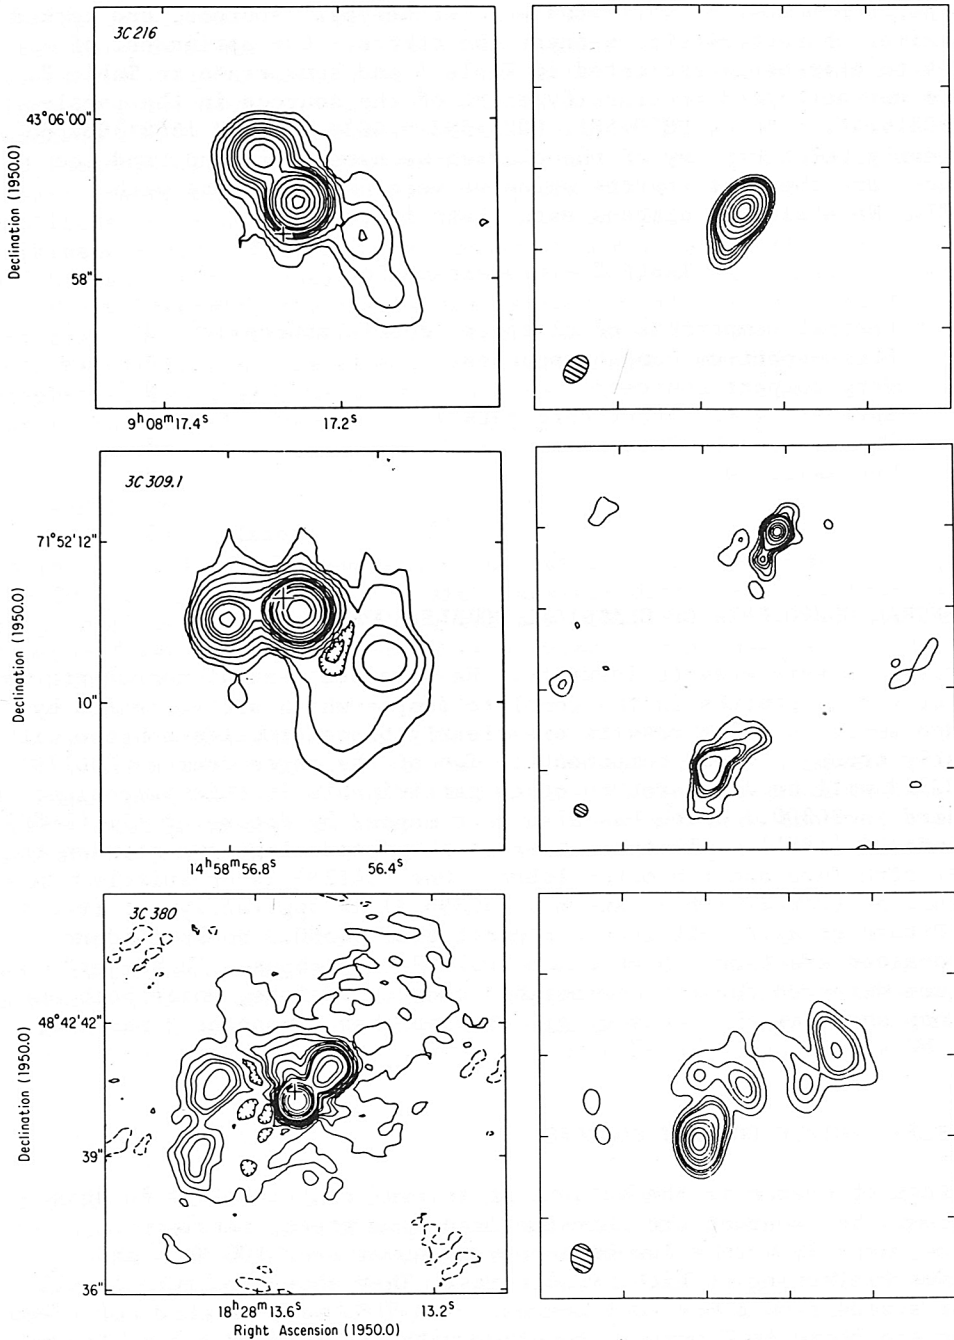 3C 216
43°06'00"
58"
Declination (1950.0)
9ʰ08ᵐ17.4ˢ
17.2ˢ
3C 309.1
71°52'12"
10"
Declination (1950.0)
14ʰ58ᵐ56.8ˢ
56.4ˢ
3C 380
48°42'42"
39"
36"
Declination (1950.0)
18ʰ28ᵐ13.6ˢ
13.2ˢ
Right Ascension (1950.0)